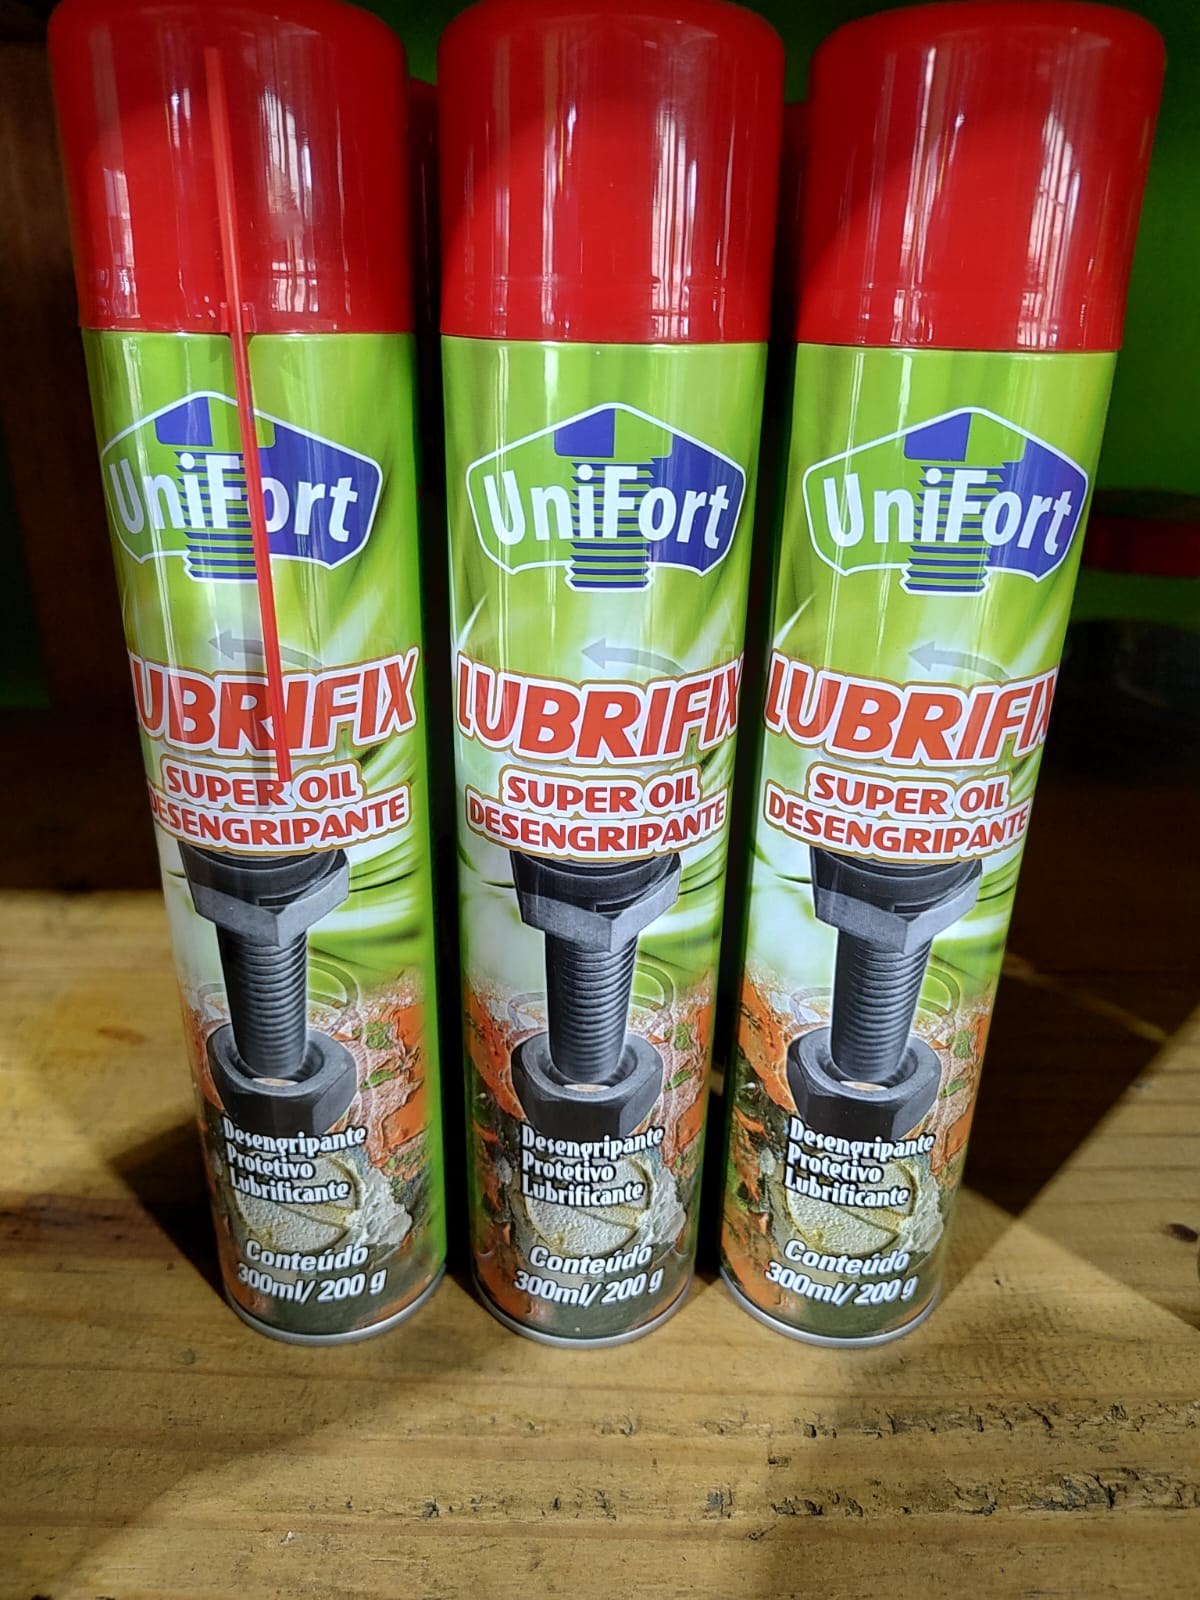 UniFort
LUBRIFIX
SUPER OIL
DESENGRIPANTE
Desengripante
Protetivo
Lubrificante
Conteúdo
300ml/ 200 g
UniFort
LUBRIFIX
SUPER OIL
DESENGRIPANTE
Desengripante
Protetivo
Lubrificante
Conteúdo
300ml/ 200 g
UniFort
LUBRIFIX
SUPER OIL
DESENGRIPANTE
Desengripante
Protetivo
Lubrificante
Conteúdo
300ml/ 200 g